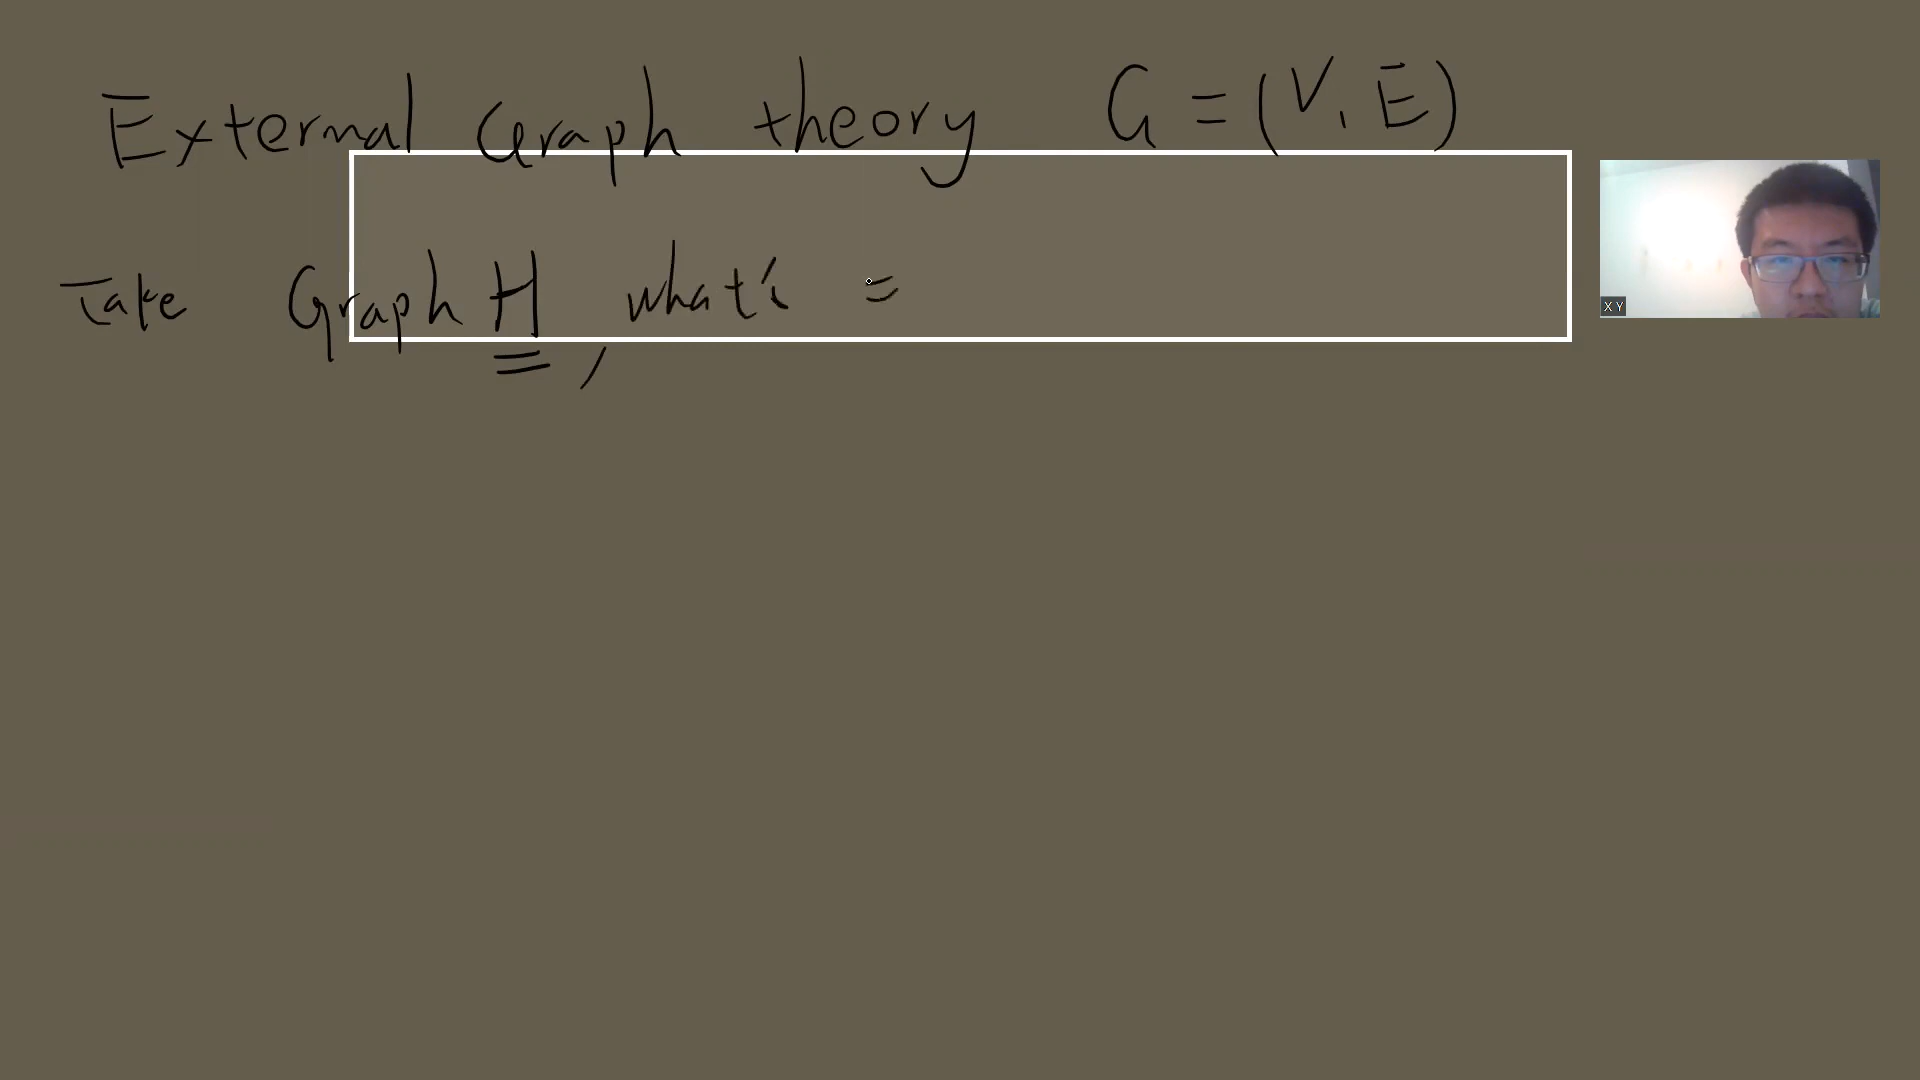 External Graph theory G = (V, E)
Take Graph H, what's =
X Y